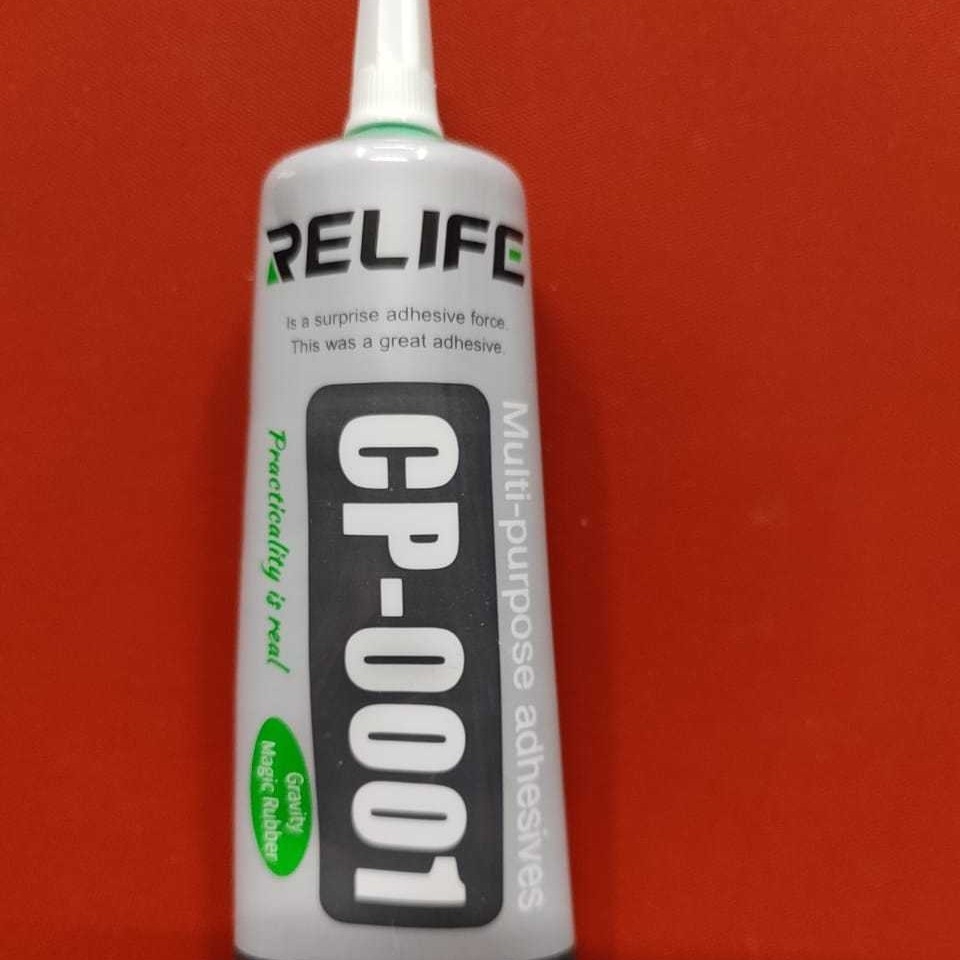 RELIFE
Is a surprise adhesive force.
This was a great adhesive.
Multi-purpose adhesives
CP-0001
Practicality is real
Gravity
Magic Rubber